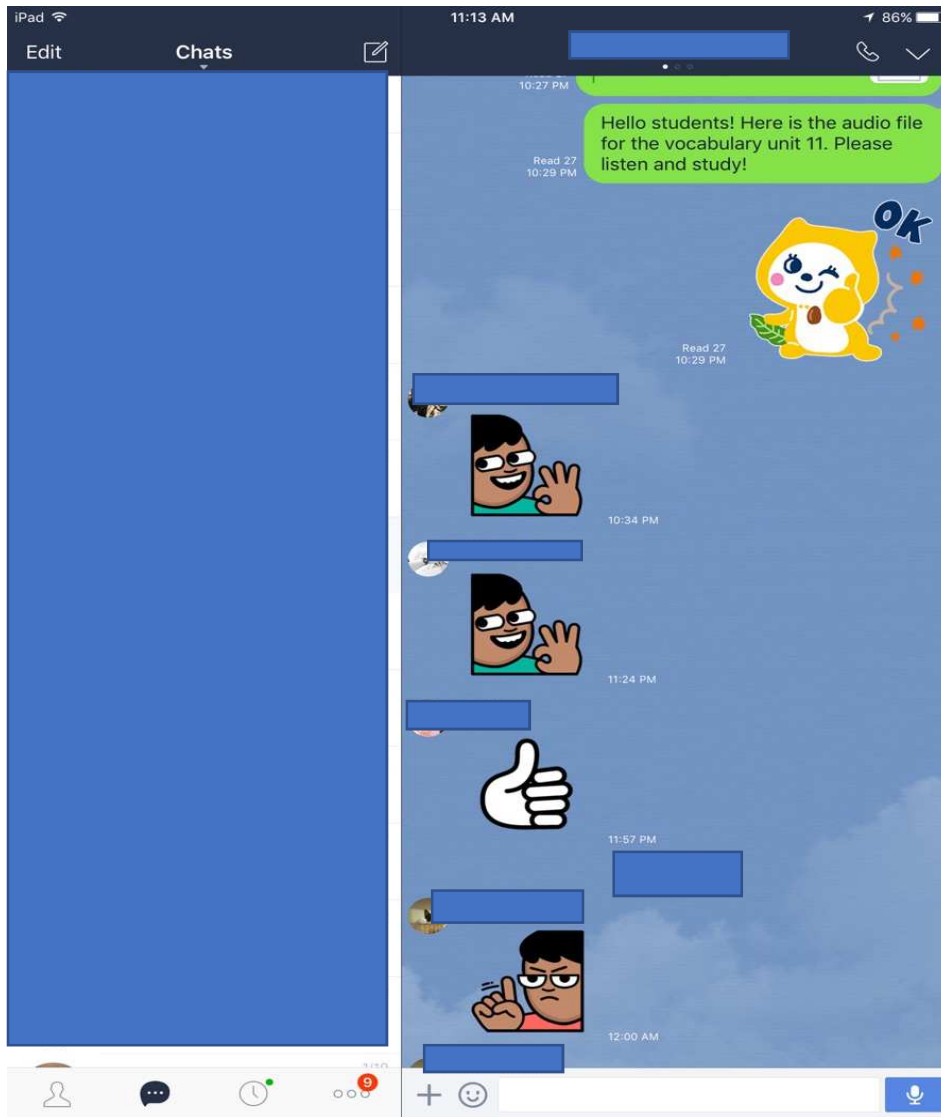 iPad 11:13 AM 86%
Edit Chats
10:27 PM
Hello students! Here is the audio file
for the vocabulary unit 11. Please
listen and study!
Read 27
10:29 PM
OK
Read 27
10:29 PM
10:34 PM
11:24 PM
11:57 PM
12:00 AM
9